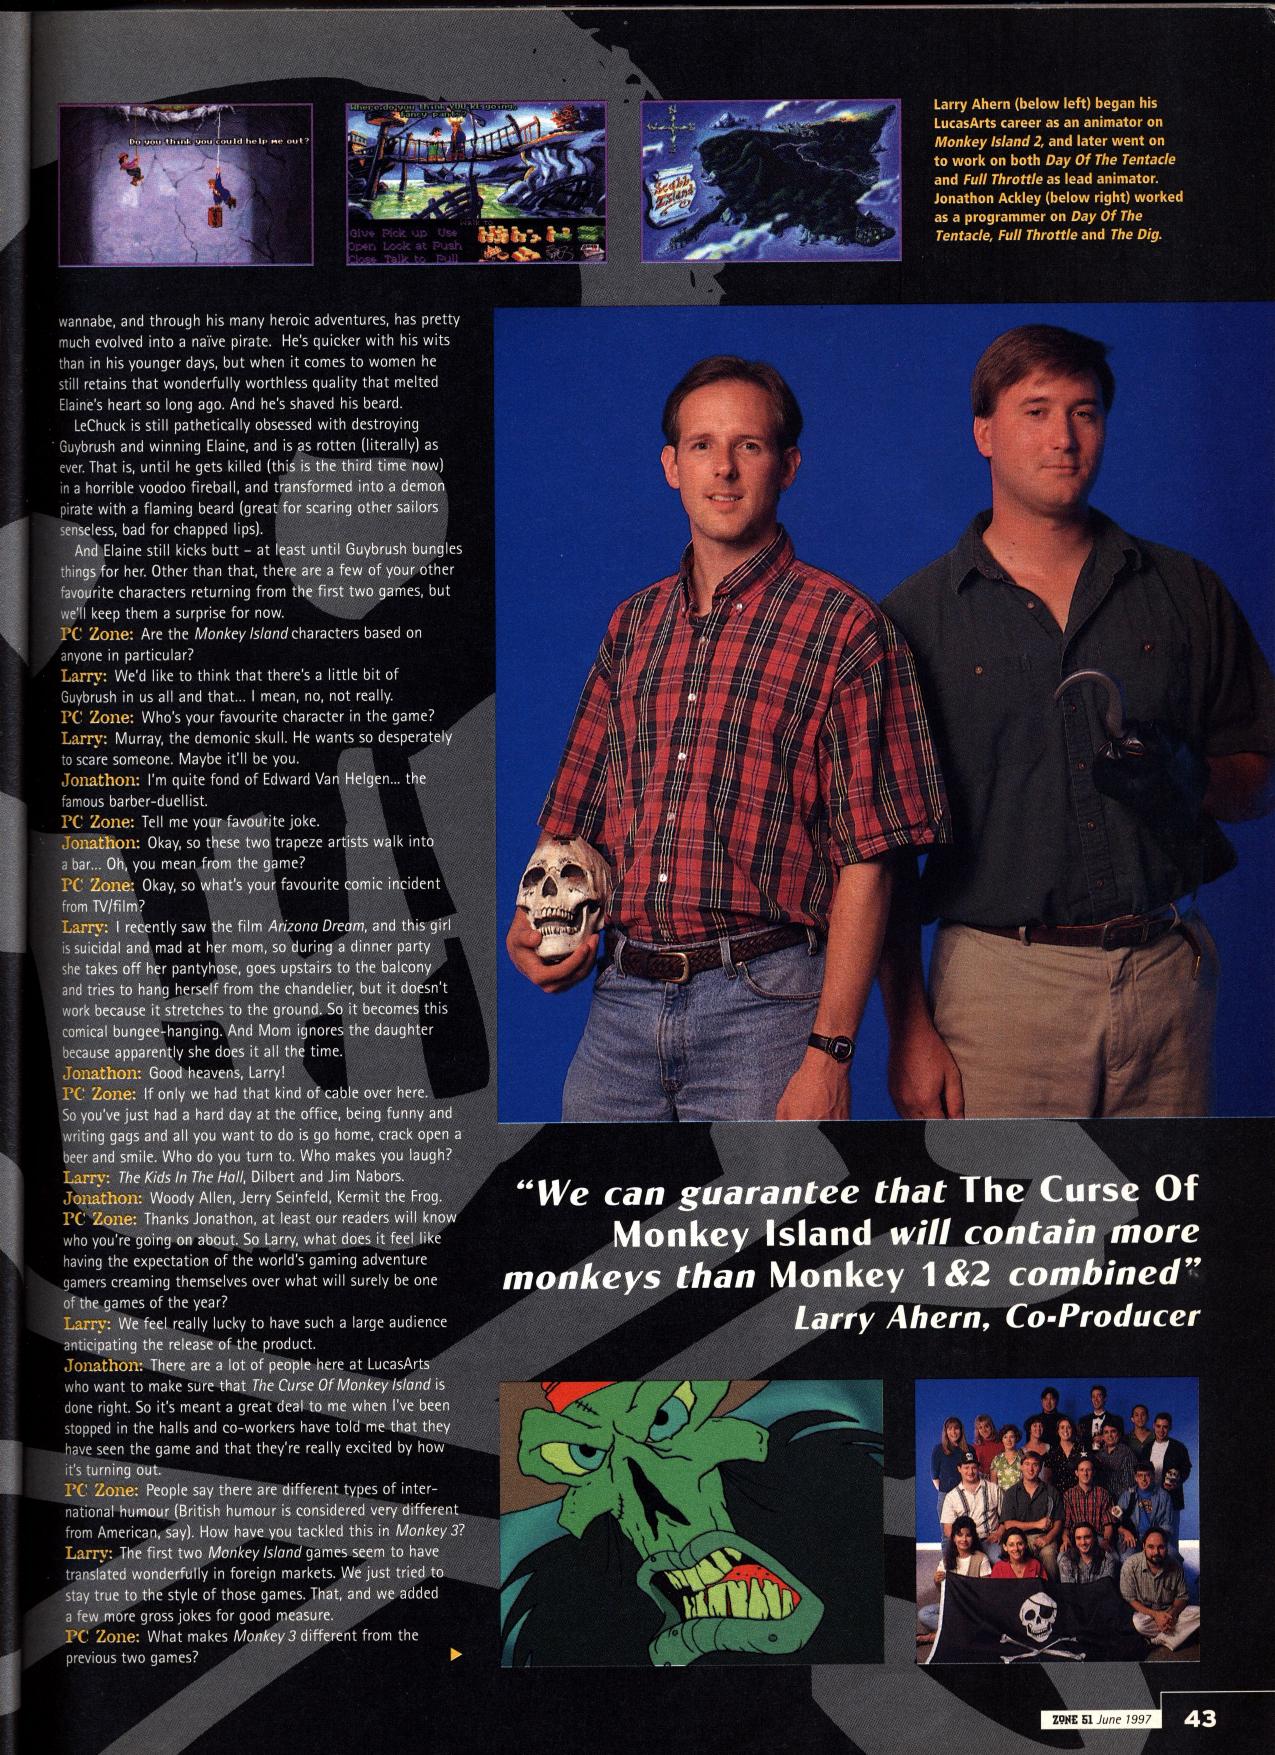 Do you think you could help me out?
Where do you think YOU'RE going,
fancy-pants?
Give Pick up Use
Open Look at Push
Close Talk to Pull
Scabb
Island
Larry Ahern (below left) began his
LucasArts career as an animator on
Monkey Island 2, and later went on
to work on both Day Of The Tentacle
and Full Throttle as lead animator.
Jonathon Ackley (below right) worked
as a programmer on Day Of The
Tentacle, Full Throttle and The Dig.
wannabe, and through his many heroic adventures, has pretty
much evolved into a naïve pirate. He's quicker with his wits
than in his younger days, but when it comes to women he
still retains that wonderfully worthless quality that melted
Elaine's heart so long ago. And he's shaved his beard.
LeChuck is still pathetically obsessed with destroying
Guybrush and winning Elaine, and is as rotten (literally) as
ever. That is, until he gets killed (this is the third time now)
in a horrible voodoo fireball, and transformed into a demon
pirate with a flaming beard (great for scaring other sailors
senseless, bad for chapped lips).
And Elaine still kicks butt – at least until Guybrush bungles
things for her. Other than that, there are a few of your other
favourite characters returning from the first two games, but
we'll keep them a surprise for now.
PC Zone: Are the Monkey Island characters based on
anyone in particular?
Larry: We'd like to think that there's a little bit of
Guybrush in us all and that... I mean, no, not really.
PC Zone: Who's your favourite character in the game?
Larry: Murray, the demonic skull. He wants so desperately
to scare someone. Maybe it'll be you.
Jonathon: I'm quite fond of Edward Van Helgen... the
famous barber-duellist.
PC Zone: Tell me your favourite joke.
Jonathon: Okay, so these two trapeze artists walk into
a bar... Oh, you mean from the game?
PC Zone: Okay, so what's your favourite comic incident
from TV/film?
Larry: I recently saw the film Arizona Dream, and this girl
is suicidal and mad at her mom, so during a dinner party
she takes off her pantyhose, goes upstairs to the balcony
and tries to hang herself from the chandelier, but it doesn't
work because it stretches to the ground. So it becomes this
comical bungee-hanging. And Mom ignores the daughter
because apparently she does it all the time.
Jonathon: Good heavens, Larry!
PC Zone: If only we had that kind of cable over here.
So you've just had a hard day at the office, being funny and
writing gags and all you want to do is go home, crack open a
beer and smile. Who do you turn to. Who makes you laugh?
Larry: The Kids In The Hall, Dilbert and Jim Nabors.
Jonathon: Woody Allen, Jerry Seinfeld, Kermit the Frog.
PC Zone: Thanks Jonathon, at least our readers will know
who you're going on about. So Larry, what does it feel like
having the expectation of the world's gaming adventure
gamers creaming themselves over what will surely be one
of the games of the year?
Larry: We feel really lucky to have such a large audience
anticipating the release of the product.
Jonathon: There are a lot of people here at LucasArts
who want to make sure that The Curse Of Monkey Island is
done right. So it's meant a great deal to me when I've been
stopped in the halls and co-workers have told me that they
have seen the game and that they're really excited by how
it's turning out.
PC Zone: People say there are different types of inter-
national humour (British humour is considered very different
from American, say). How have you tackled this in Monkey 3?
Larry: The first two Monkey Island games seem to have
translated wonderfully in foreign markets. We just tried to
stay true to the style of those games. That, and we added
a few more gross jokes for good measure.
PC Zone: What makes Monkey 3 different from the
previous two games?
“We can guarantee that The Curse Of
Monkey Island will contain more
monkeys than Monkey 1&2 combined”
Larry Ahern, Co-Producer
ZONE 51 June 1997
43